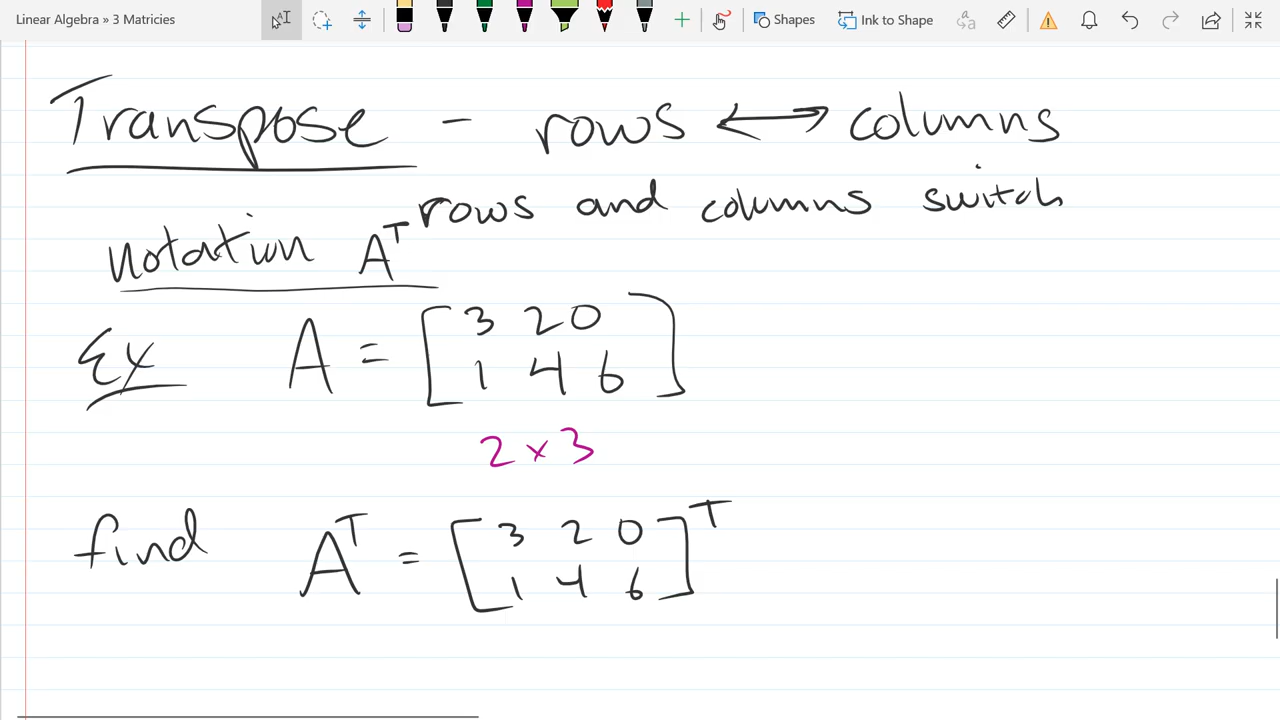 Linear Algebra » 3 Matricies
Shapes
Ink to Shape
Transpose - rows ↔ columns
rows and columns switch
notation Aᵀ
Ex A = [3 2 0
1 4 6]
2 × 3
find Aᵀ = [3 2 0
1 4 6]ᵀ